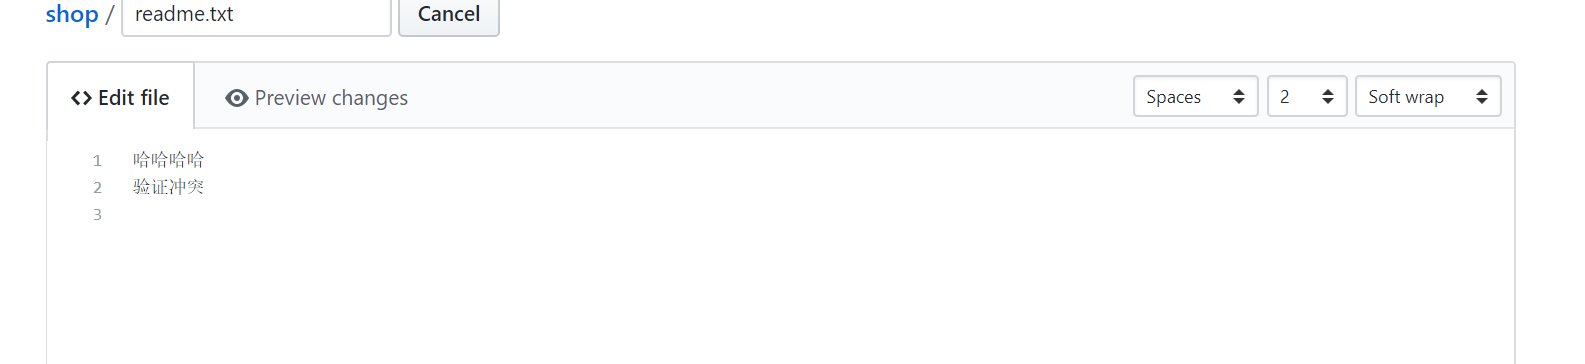 shop / readme.txt Cancel
<> Edit file Preview changes Spaces 2 Soft wrap
1 哈哈哈哈
2 验证冲突
3